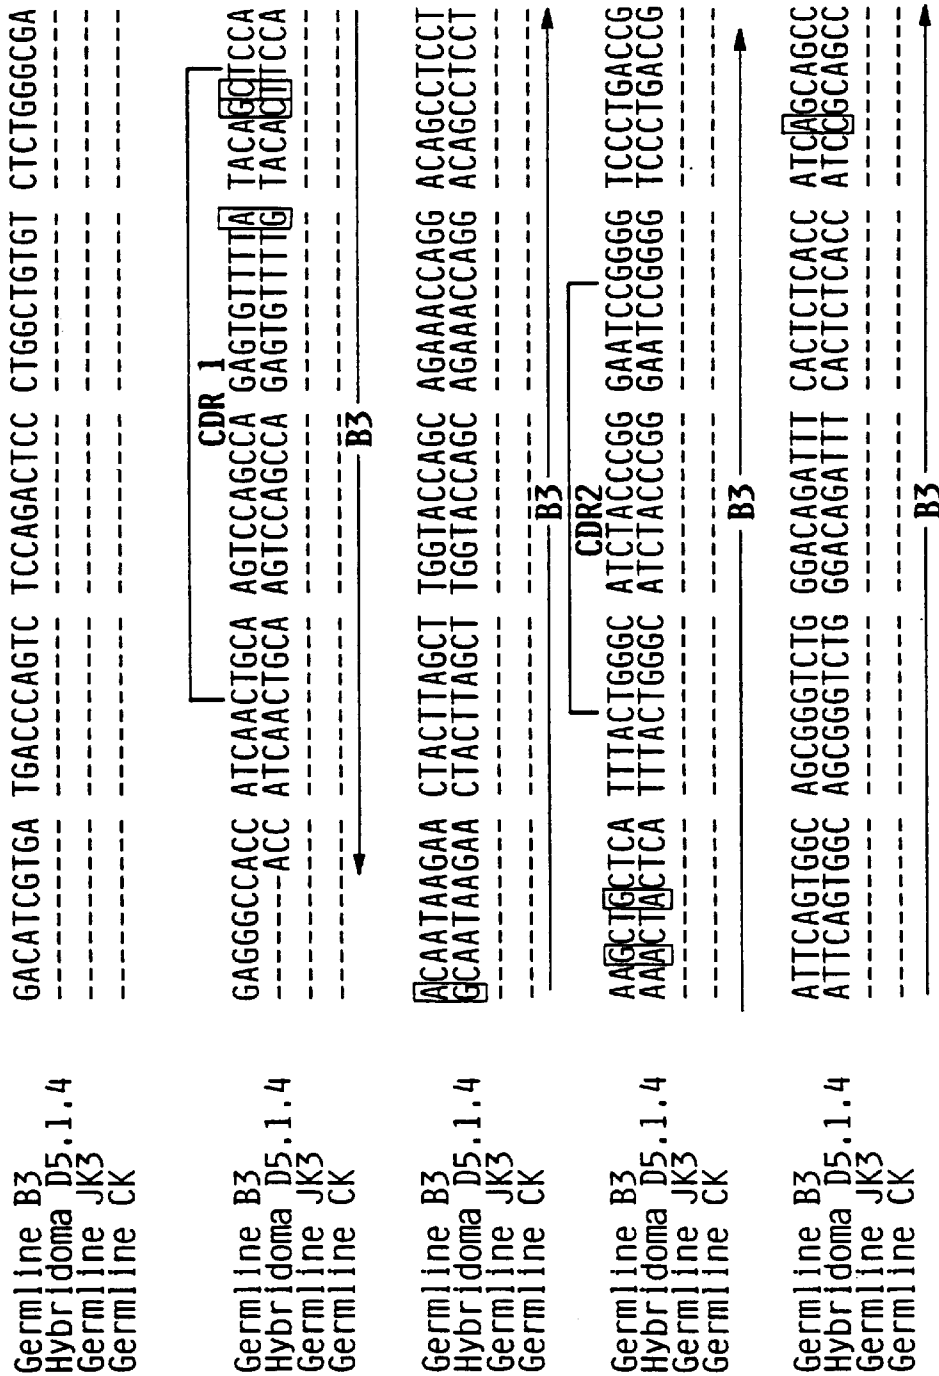 Germline B3 GACATCGTGA TGACCCAGTC TCCAGACTCC CTGGCTGTGT CTCTGGGCGA
Hybridoma D5.1.4 ---------- ---------- ---------- ---------- ----------
Germline JK3 ---------- ---------- ---------- ---------- ----------
Germline CK ---------- ---------- ---------- ---------- ----------
CDR 1
Germline B3 GAGGGCCACC ATCAACTGCA AGTCCAGCCA GAGTGTTTTA TACAGCTCCA
Hybridoma D5.1.4 -------ACC ATCAACTGCA AGTCCAGCCA GAGTGTTTTG TACACTTCCA
Germline JK3 ---------- ---------- ---------- ---------- ----------
Germline CK ---------- ---------- ---------- ---------- ----------
B3
Germline B3 ACAATAAGAA CTACTTAGCT TGGTACCAGC AGAAACCAGG ACAGCCTCCT
Hybridoma D5.1.4 GCAATAAGAA CTACTTAGCT TGGTACCAGC AGAAACCAGG ACAGCCTCCT
Germline JK3 ---------- ---------- ---------- ---------- ----------
Germline CK ---------- ---------- ---------- ---------- ----------
B3
CDR2
Germline B3 AAGCTGCTCA TTTACTGGGC ATCTACCCGG GAATCCGGGG TCCCTGACCG
Hybridoma D5.1.4 AAACTACTCA TTTACTGGGC ATCTACCCGG GAATCCGGGG TCCCTGACCG
Germline JK3 ---------- ---------- ---------- ---------- ----------
Germline CK ---------- ---------- ---------- ---------- ----------
B3
Germline B3 ATTCAGTGGC AGCGGGTCTG GGACAGATTT CACTCTCACC ATCAGCAGCC
Hybridoma D5.1.4 ATTCAGTGGC AGCGGGTCTG GGACAGATTT CACTCTCACC ATCCGCAGCC
Germline JK3 ---------- ---------- ---------- ---------- ----------
Germline CK ---------- ---------- ---------- ---------- ----------
B3